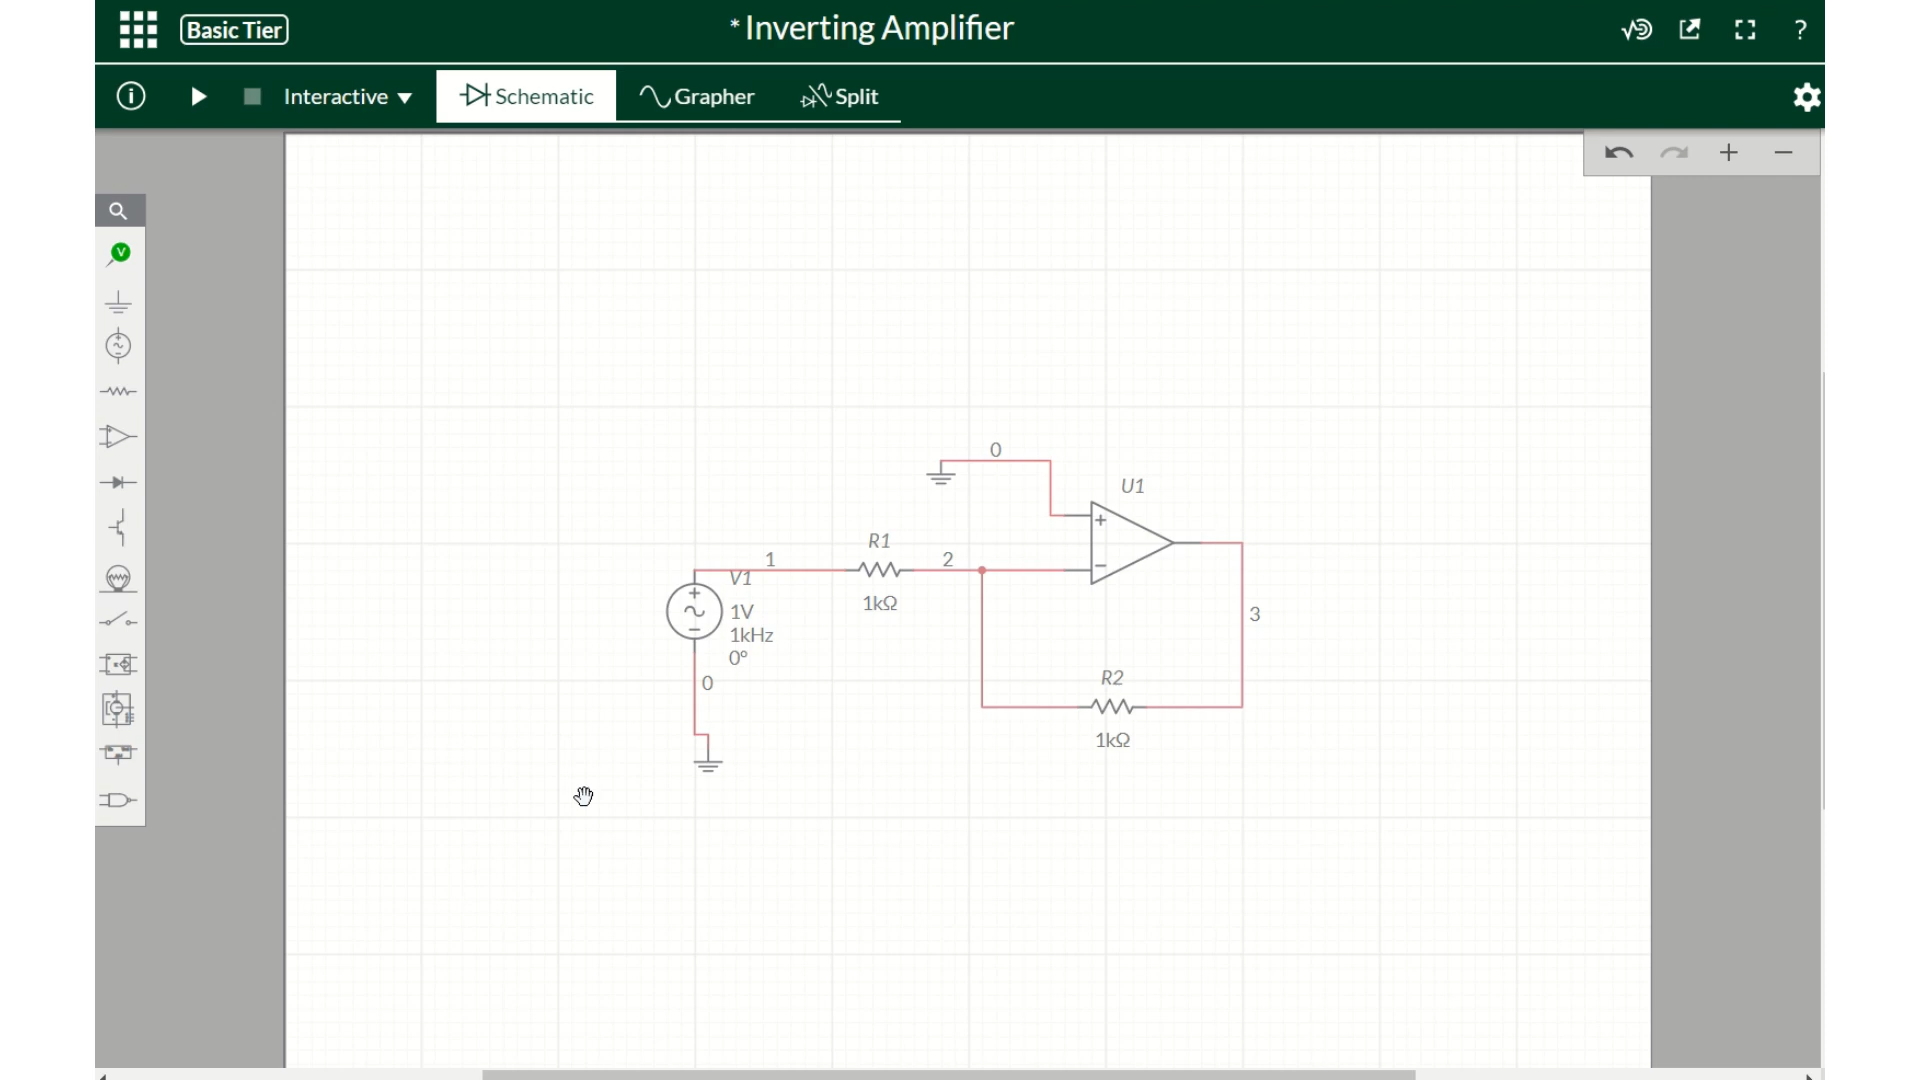 Basic Tier
* Inverting Amplifier
?
Interactive
Schematic
Grapher
Split
V
0
U1
R1
1
2
V1
1kΩ
1V
1kHz
0°
3
0
R2
1kΩ